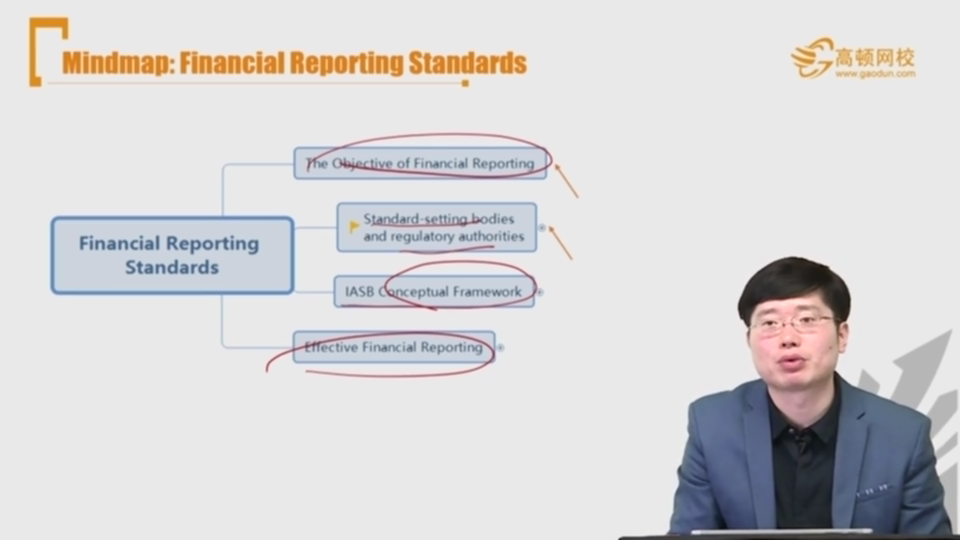 Mindmap: Financial Reporting Standards
高顿网校
www.gaodun.com
The Objective of Financial Reporting
Standard-setting bodies
and regulatory authorities
Financial Reporting
Standards
IASB Conceptual Framework
Effective Financial Reporting